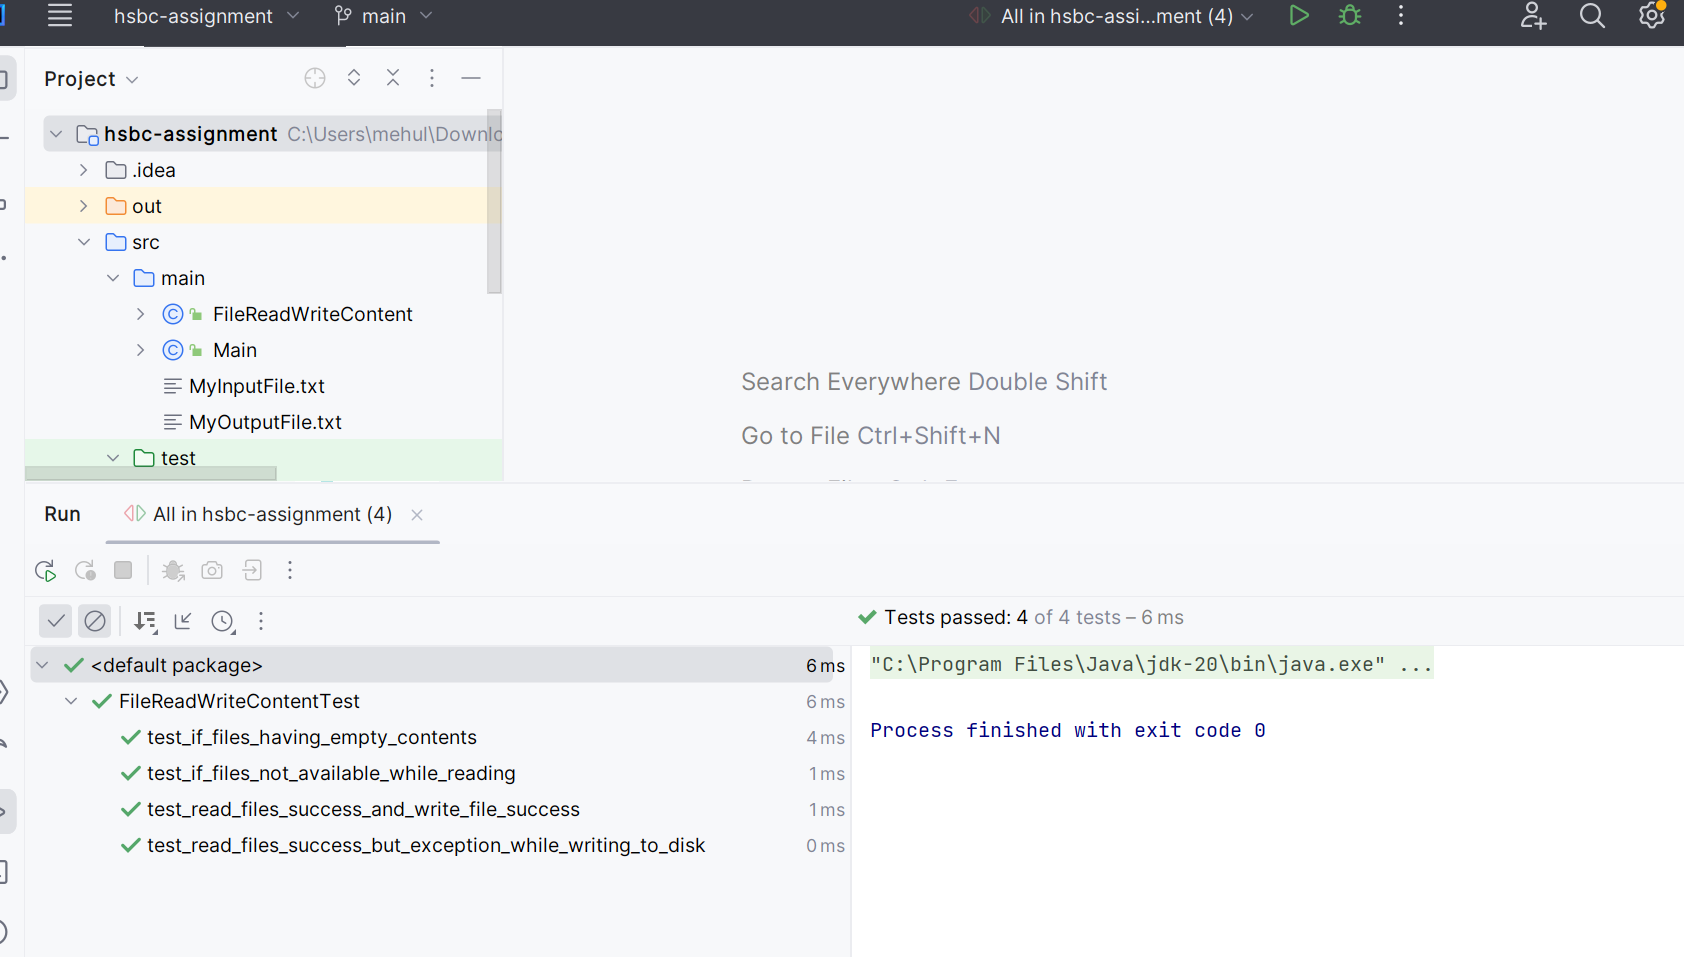 hsbc-assignment main All in hsbc-assi...ment (4)
Project
hsbc-assignment C:\Users\mehul\Downlo
.idea
out
src
main
FileReadWriteContent
Main
MyInputFile.txt
MyOutputFile.txt
test
Search Everywhere Double Shift
Go to File Ctrl+Shift+N
Run All in hsbc-assignment (4)
Tests passed: 4 of 4 tests – 6 ms
<default package> 6 ms
FileReadWriteContentTest 6 ms
test_if_files_having_empty_contents 4 ms
test_if_files_not_available_while_reading 1 ms
test_read_files_success_and_write_file_success 1 ms
test_read_files_success_but_exception_while_writing_to_disk 0 ms
"C:\Program Files\Java\jdk-20\bin\java.exe" ...
Process finished with exit code 0